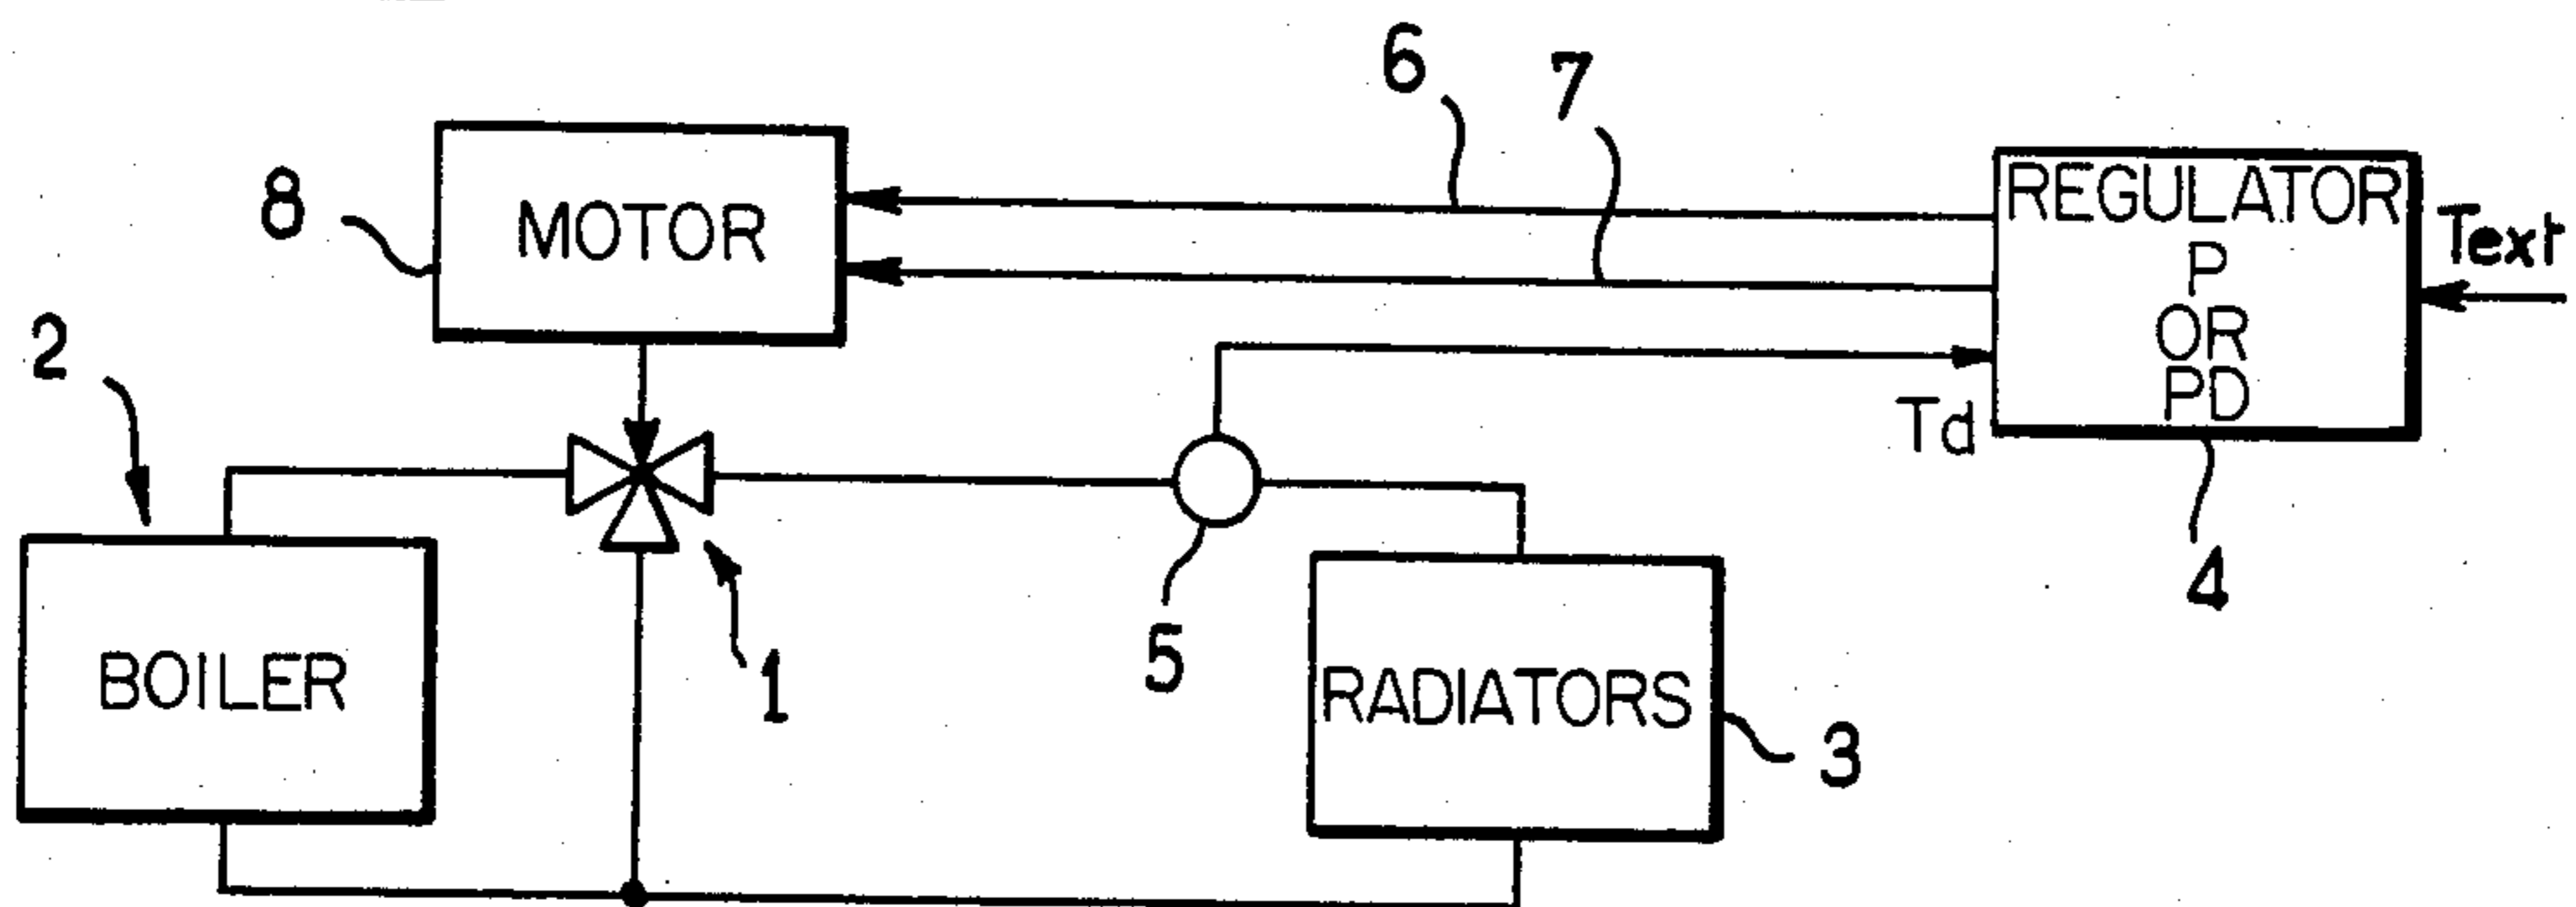 6
7
8
MOTOR
REGULATOR
P
OR
PD
Text
2
Td
1
5
4
BOILER
RADIATORS
3